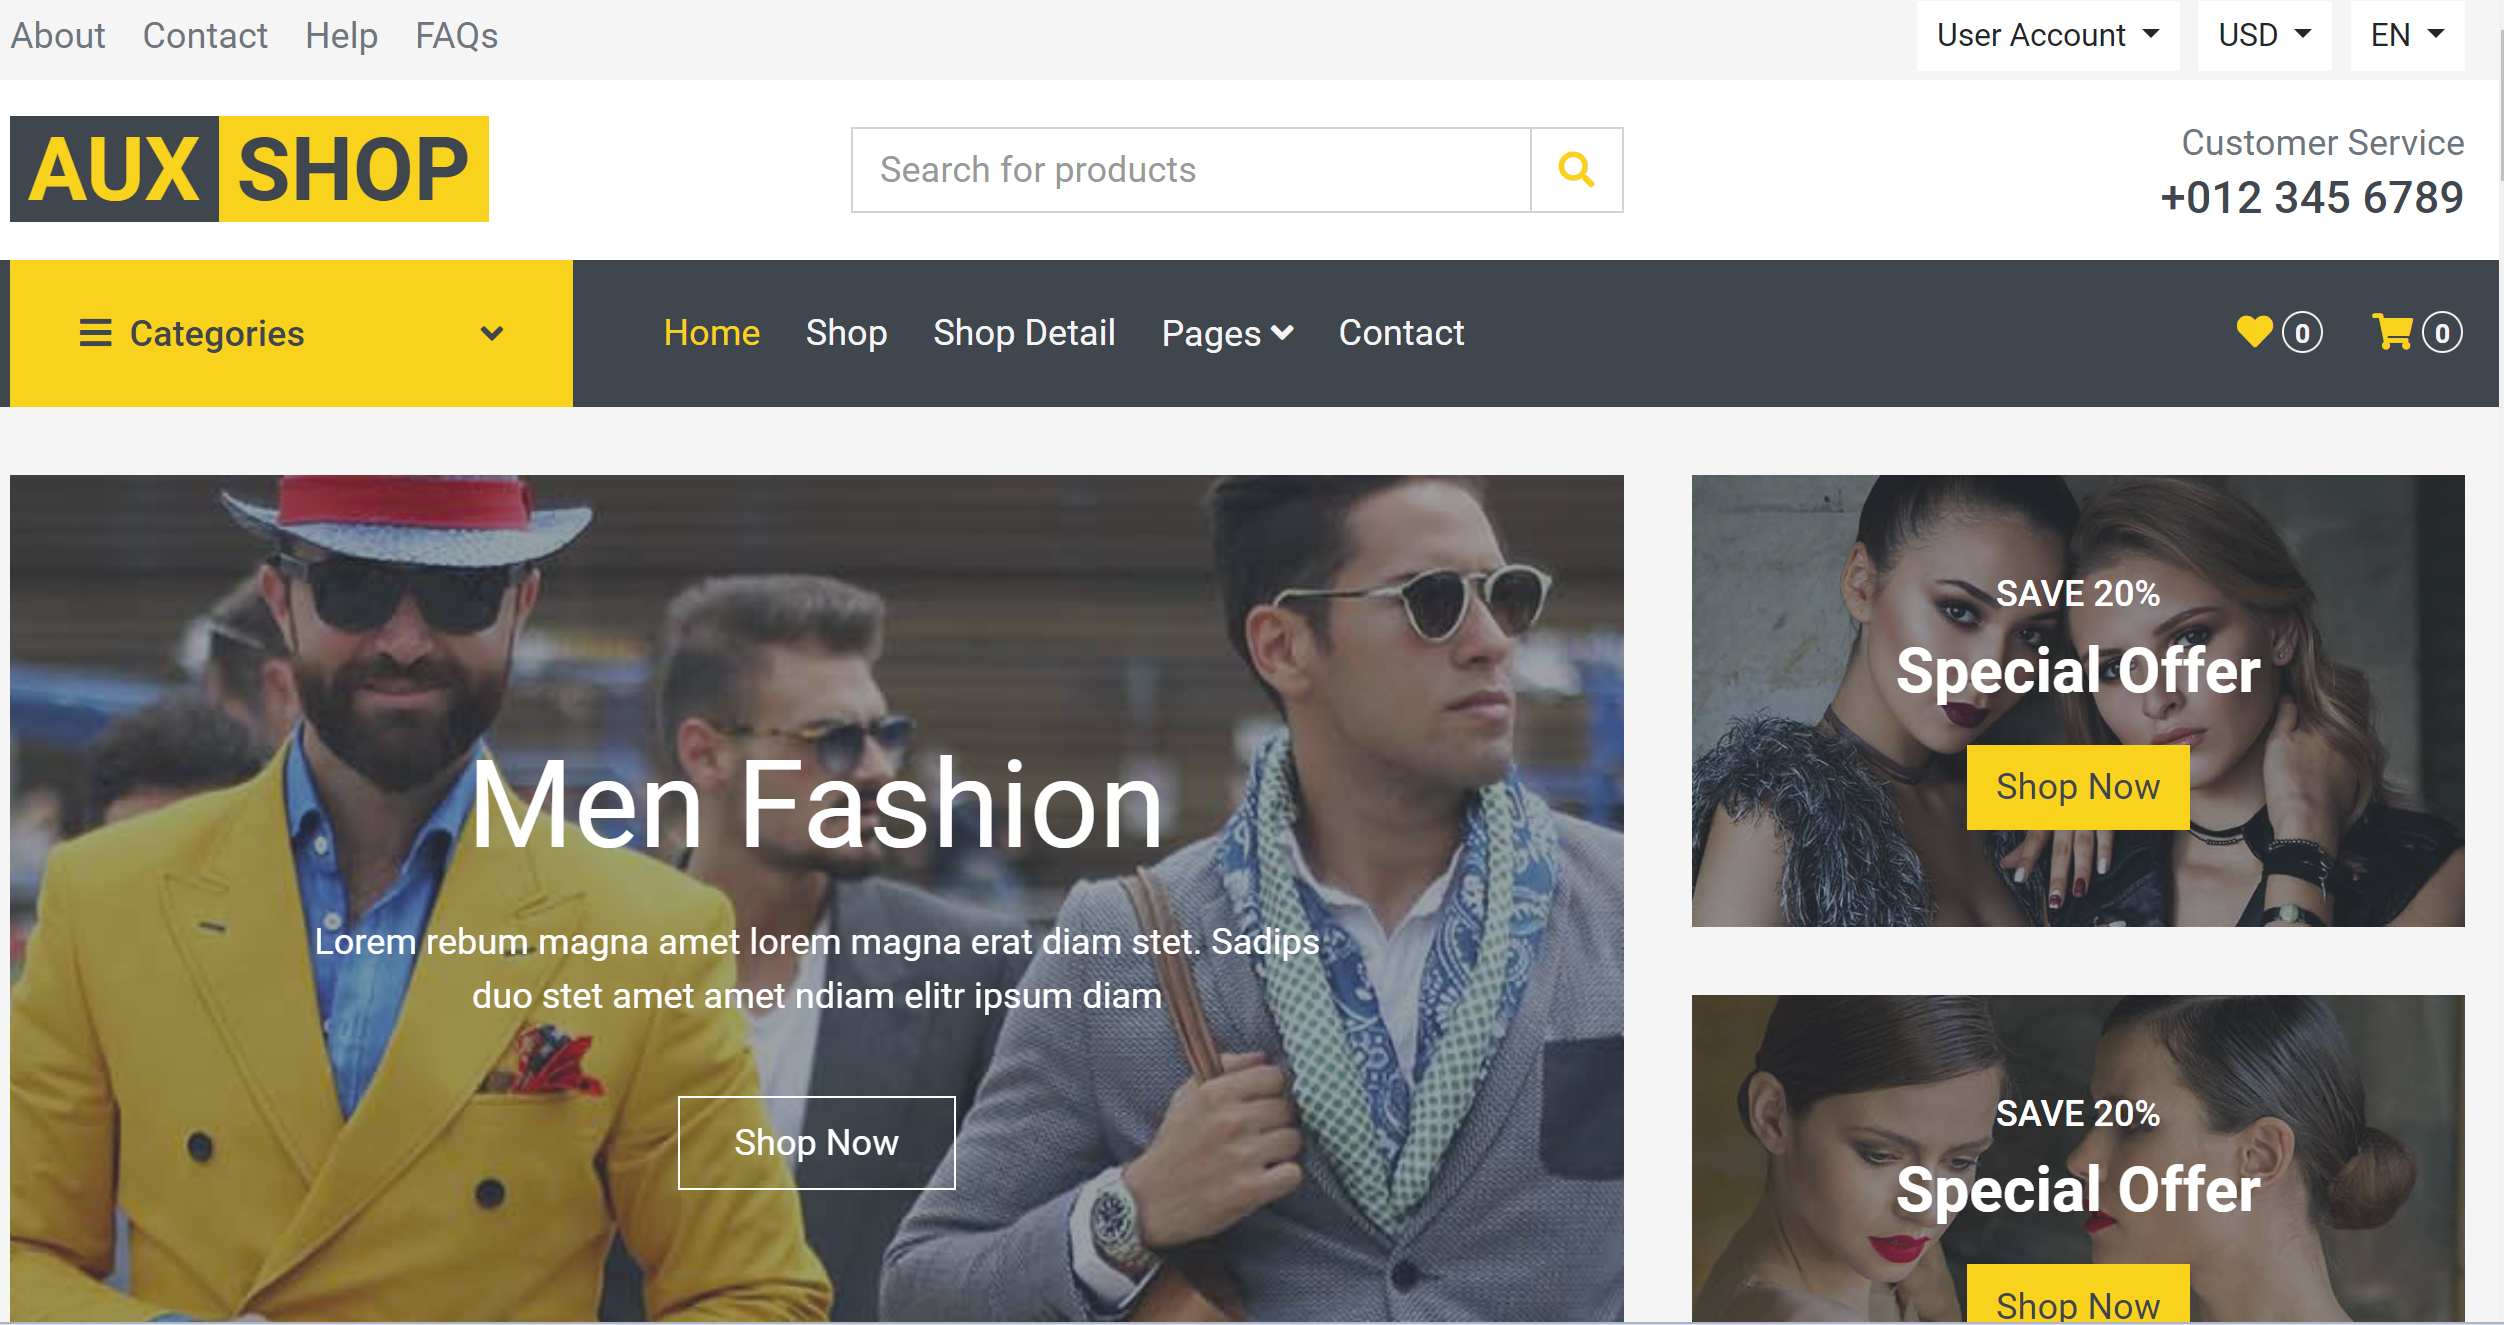 About Contact Help FAQs User Account USD EN
AUX SHOP
Search for products
Customer Service
+012 345 6789
Categories
Home Shop Shop Detail Pages Contact
0 0
Men Fashion
Lorem rebum magna amet lorem magna erat diam stet. Sadips
duo stet amet amet ndiam elitr ipsum diam
Shop Now
SAVE 20%
Special Offer
Shop Now
SAVE 20%
Special Offer
Shop Now